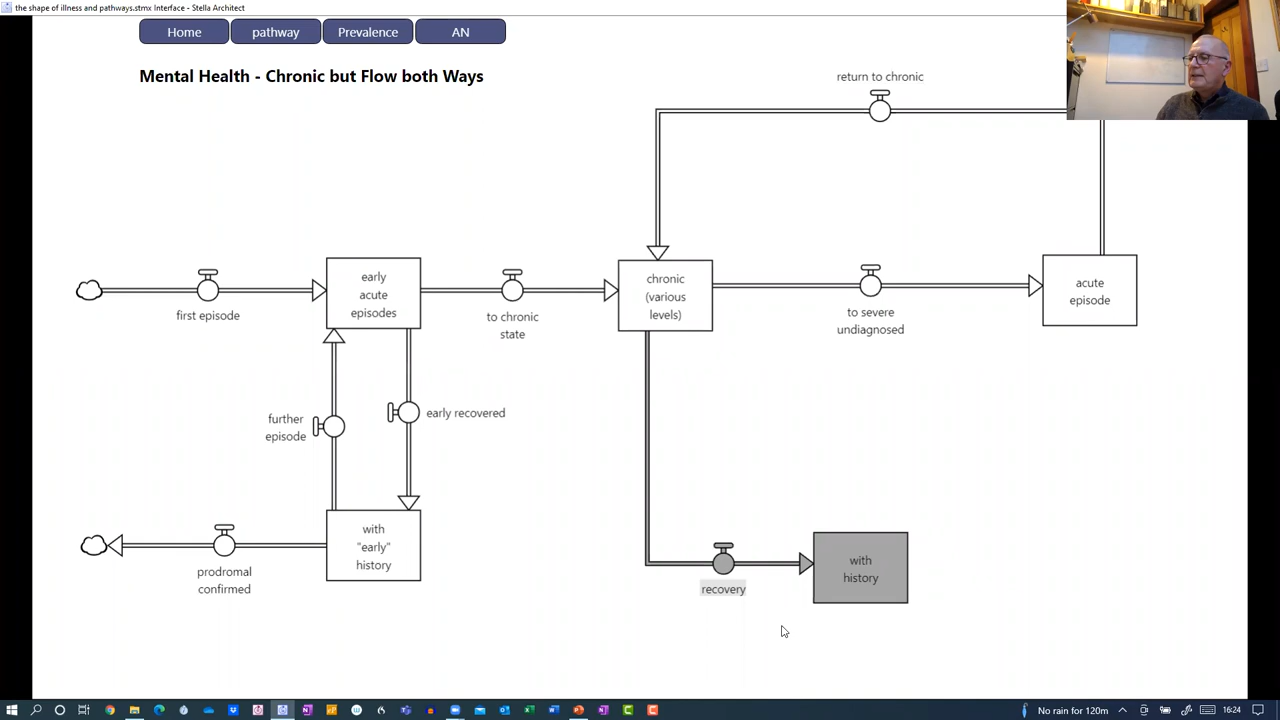 the shape of illness and pathways.stmx Interface - Stella Architect
Home
pathway
Prevalence
AN
Mental Health - Chronic but Flow both Ways
return to chronic
early
acute
episodes
chronic
(various
levels)
acute
episode
first episode
to chronic
state
to severe
undiagnosed
further
episode
early recovered
with
"early"
history
prodromal
confirmed
recovery
with
history
No rain for 120m
16:24